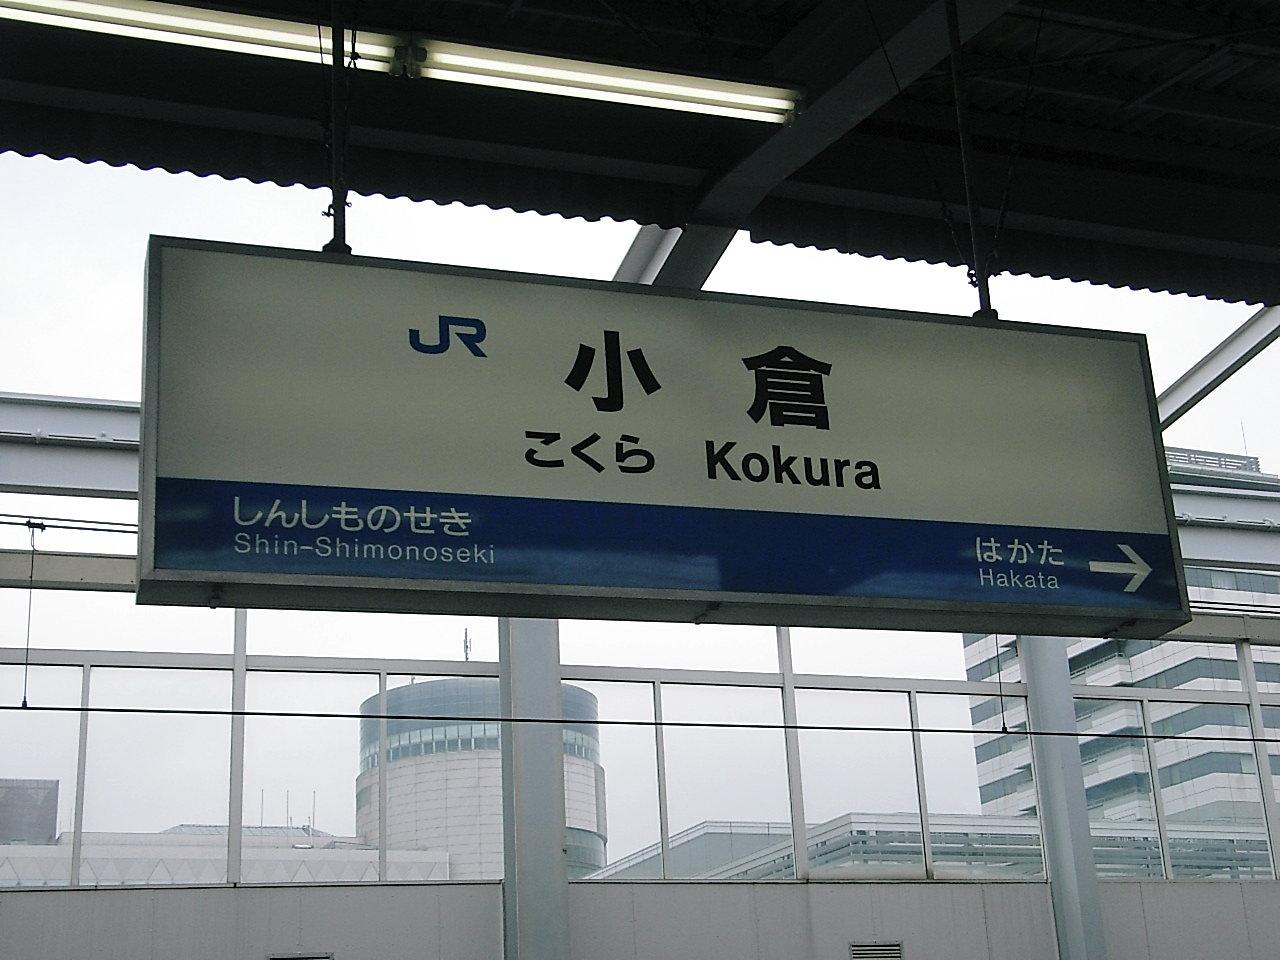 JR 小倉
こくら Kokura
しんしものせき
Shin-Shimonoseki
はかた
Hakata